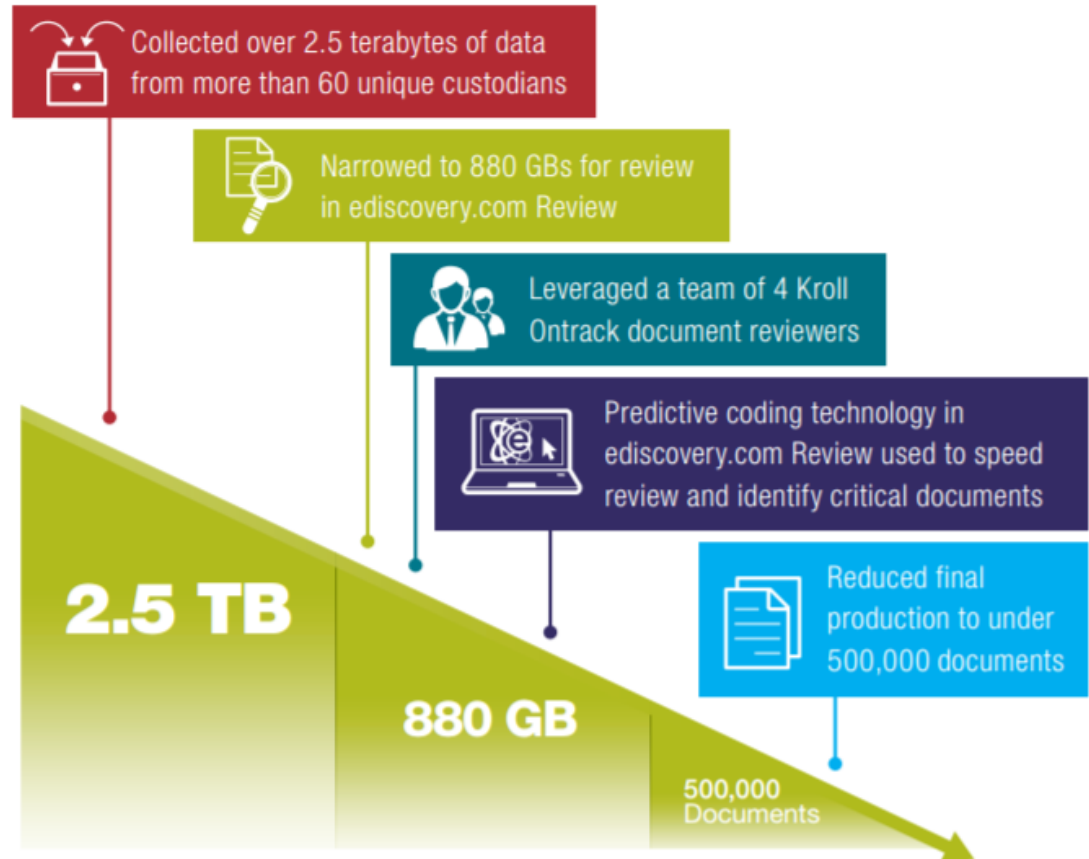 Collected over 2.5 terabytes of data
from more than 60 unique custodians
Narrowed to 880 GBs for review
in ediscovery.com Review
Leveraged a team of 4 Kroll
Ontrack document reviewers
Predictive coding technology in
ediscovery.com Review used to speed
review and identify critical documents
e
Reduced final
production to under
500,000 documents
2.5 TB
880 GB
500,000
Documents